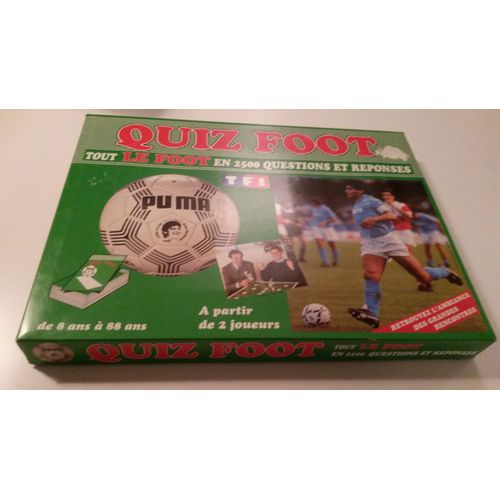 QUIZ FOOT
TOUT LE FOOT EN 2500 QUESTIONS ET REPONSES
TF1
PUMA
A partir
de 2 joueurs
de 8 ans à 88 ans
RETROUVEZ L'AMBIANCE
DES GRANDES
RENCONTRES
QUIZ FOOT
TOUT LE FOOT
EN 2500 QUESTIONS ET REPONSES